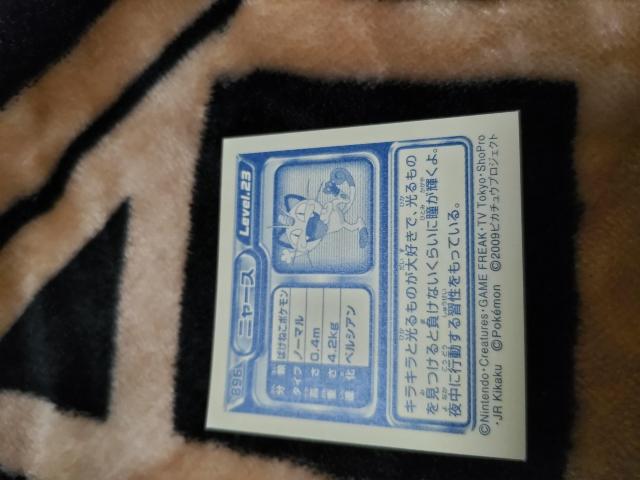 896 ニャース Level.23
分類 ばけねこポケモン
タイプ ノーマル
高さ 0.4m
重さ 4.2kg
進化 ペルシアン
キラキラと光るものが大好きで、光るもの
を見つけると負けないくらいに瞳が輝くよ。
夜中に行動する習性をもっている。
©Nintendo・Creatures・GAME FREAK・TV Tokyo・ShoPro
・JR Kikaku ©Pokémon ©2009ピカチュウプロジェクト